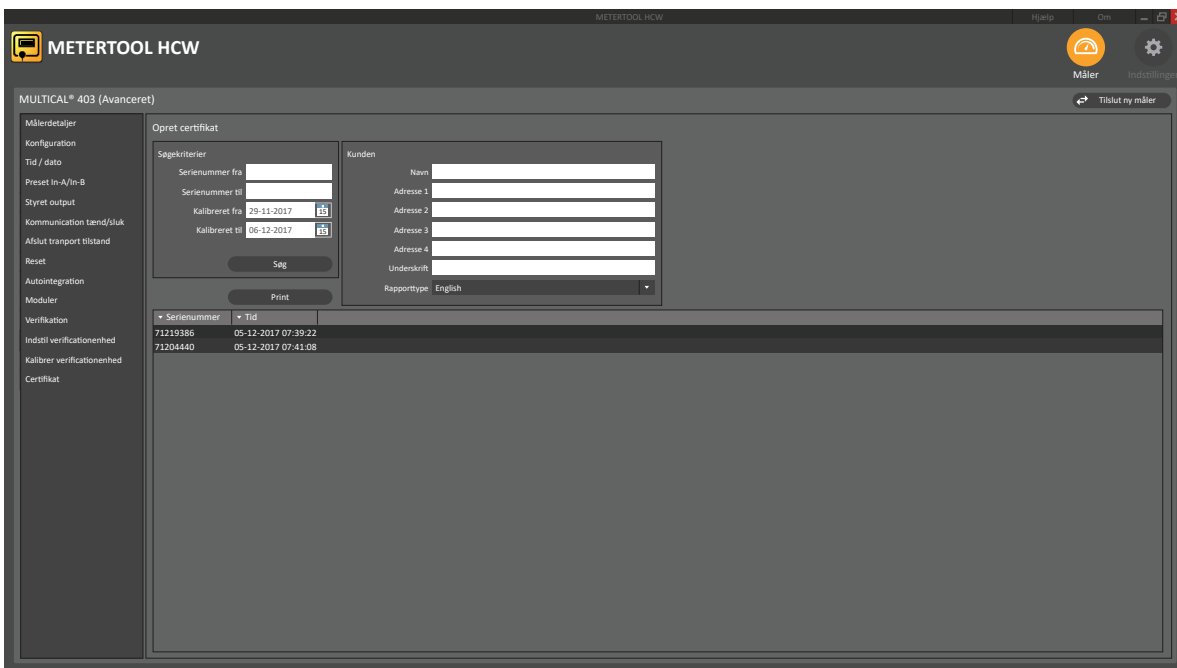 METERTOOL HCW
Hjælp Om
METERTOOL HCW
Måler
Indstillinger
MULTICAL® 403 (Avanceret)
Tilslut ny måler
Målerdetaljer
Konfiguration
Tid / dato
Preset In-A/In-B
Styret output
Kommunication tænd/sluk
Afslut tranport tilstand
Reset
Autointegration
Moduler
Verifikation
Indstil verificationenhed
Kalibrer verificationenhed
Certifikat
Opret certifikat
Søgekriterier
Serienummer fra
Serienummer til
Kalibreret fra 29-11-2017 15
Kalibreret til 06-12-2017 15
Søg
Print
Kunden
Navn
Adresse 1
Adresse 2
Adresse 3
Adresse 4
Underskrift
Rapporttype English
Serienummer Tid
71219386 05-12-2017 07:39:22
71204440 05-12-2017 07:41:08